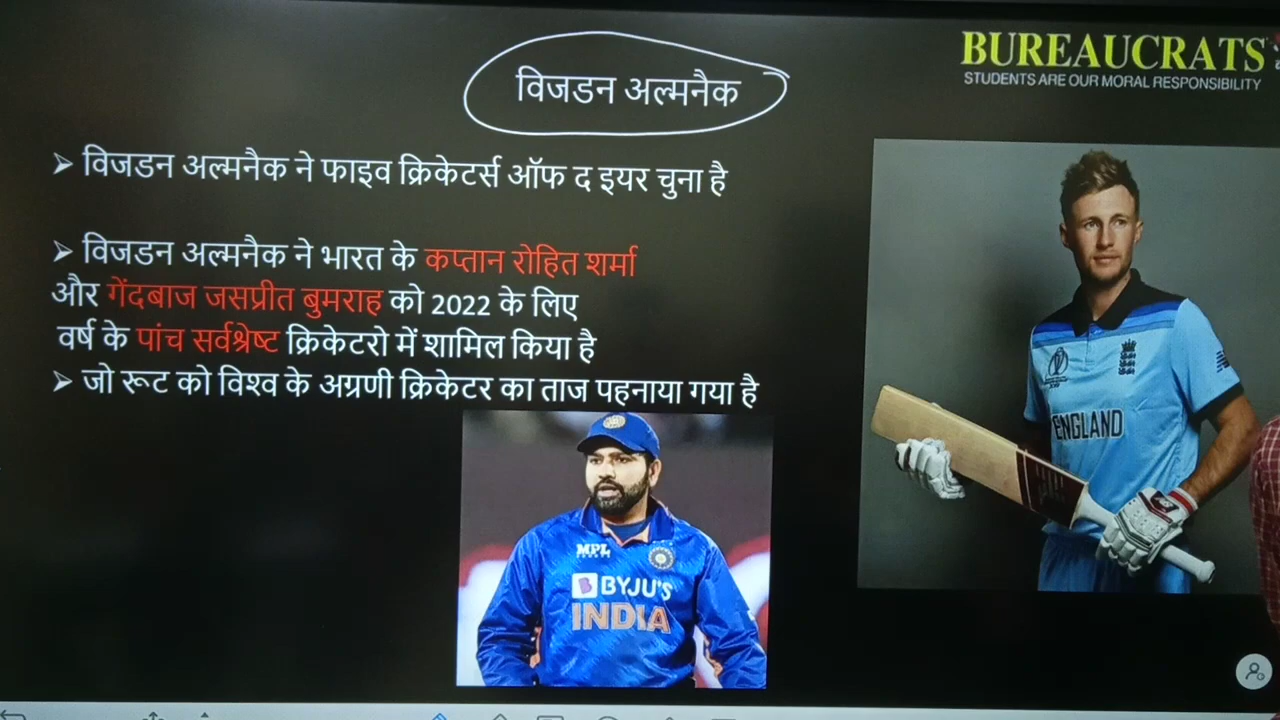 विजडन अल्मनैक
BUREAUCRATS
STUDENTS ARE OUR MORAL RESPONSIBILITY
➢ विजडन अल्मनैक ने फाइव क्रिकेटर्स ऑफ द इयर चुना है
➢ विजडन अल्मनैक ने भारत के कप्तान रोहित शर्मा
और गेंदबाज जसप्रीत बुमराह को 2022 के लिए
वर्ष के पांच सर्वश्रेष्ट क्रिकेटरो में शामिल किया है
➢ जो रूट को विश्व के अग्रणी क्रिकेटर का ताज पहनाया गया है
ENGLAND
MPL
BYJU'S
INDIA